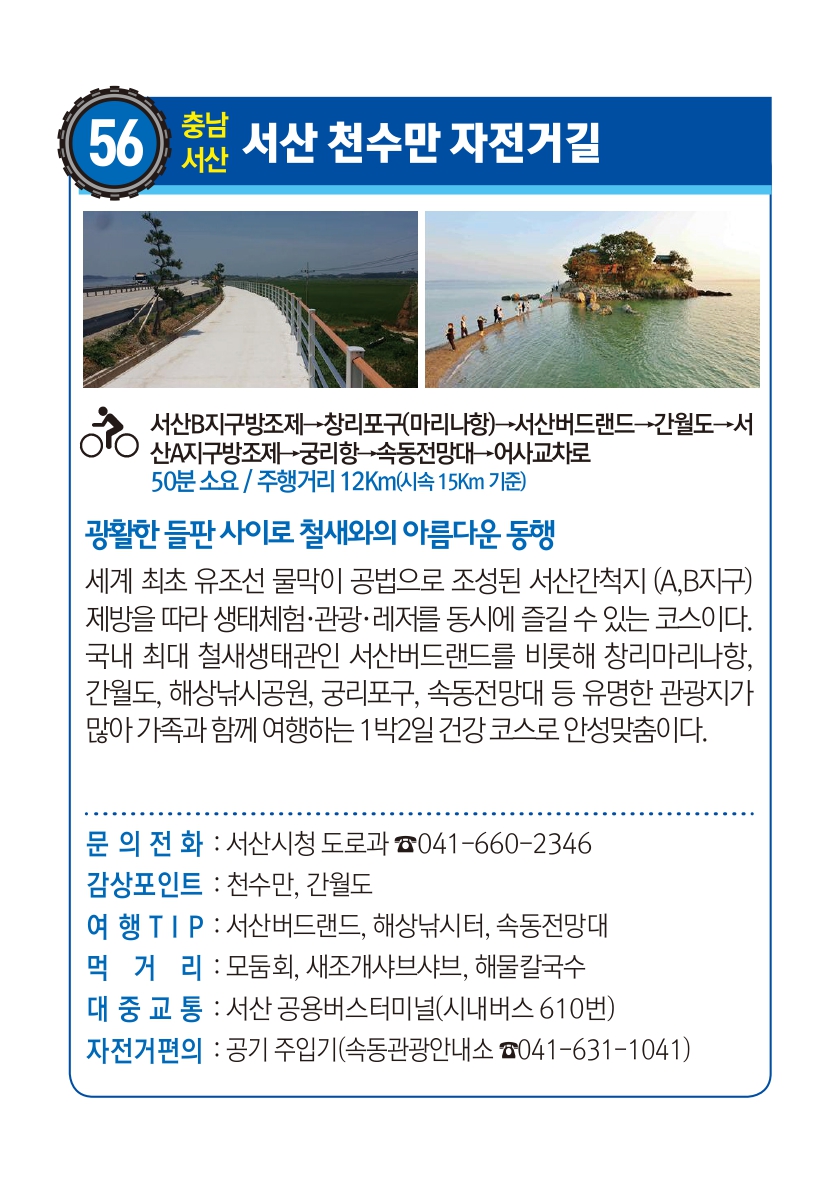 56
충남
서산
서산 천수만 자전거길
서산B지구방조제→창리포구(마리나항)→서산버드랜드→간월도→서
산A지구방조제→궁리항→속동전망대→어사교차로
50분 소요 / 주행거리 12Km(시속 15Km 기준)
광활한 들판 사이로 철새와의 아름다운 동행
세계 최초 유조선 물막이 공법으로 조성된 서산간척지 (A,B지구)
제방을 따라 생태체험·관광·레저를 동시에 즐길 수 있는 코스이다.
국내 최대 철새생태관인 서산버드랜드를 비롯해 창리마리나항,
간월도, 해상낚시공원, 궁리포구, 속동전망대 등 유명한 관광지가
많아 가족과 함께 여행하는 1박2일 건강 코스로 안성맞춤이다.
문 의 전 화 : 서산시청 도로과 ☎041-660-2346
감상포인트 : 천수만, 간월도
여 행 T I P : 서산버드랜드, 해상낚시터, 속동전망대
먹 거 리 : 모둠회, 새조개샤브샤브, 해물칼국수
대 중 교 통 : 서산 공용버스터미널(시내버스 610번)
자전거편의 : 공기 주입기(속동관광안내소 ☎041-631-1041)